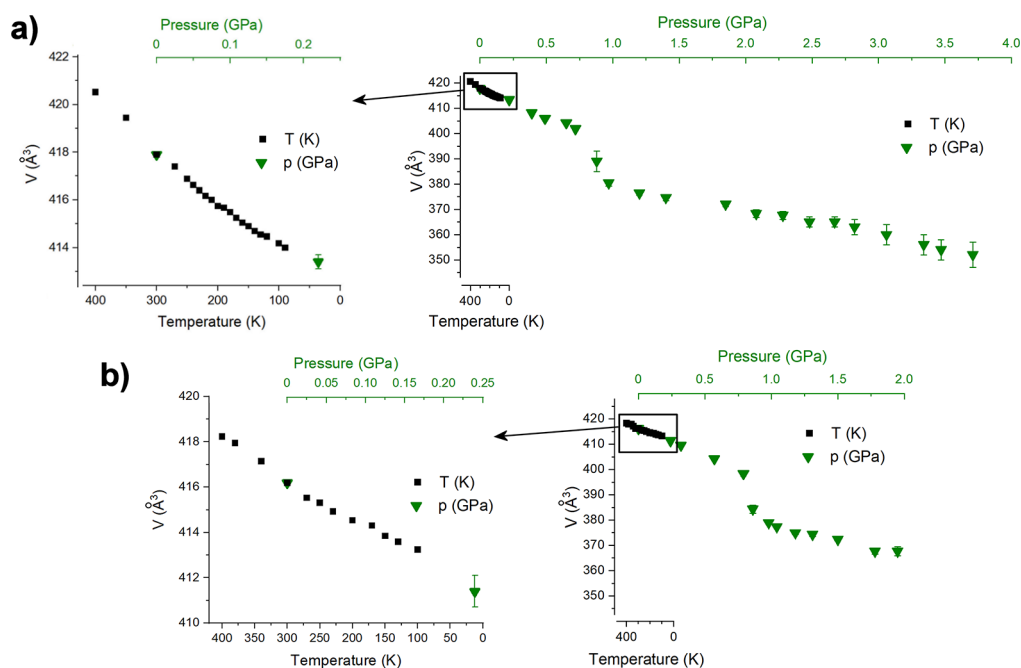 a)
Pressure (GPa)
0 0.1 0.2
422
420
418
416
414
V (Å³)
T (K)
p (GPa)
400 300 200 100 0
Temperature (K)
Pressure (GPa)
0 0.5 1.0 1.5 2.0 2.5 3.0 3.5 4.0
420
410
400
390
380
370
360
350
V (Å³)
T (K)
p (GPa)
400 0
Temperature (K)
b)
Pressure (GPa)
0 0.05 0.10 0.15 0.20 0.25
420
418
416
414
412
410
V (Å³)
T (K)
p (GPa)
400 350 300 250 200 150 100 50 0
Temperature (K)
Pressure (GPa)
0 0.5 1.0 1.5 2.0
420
410
400
390
380
370
360
350
V (Å³)
T (K)
p (GPa)
400 0
Temperature (K)